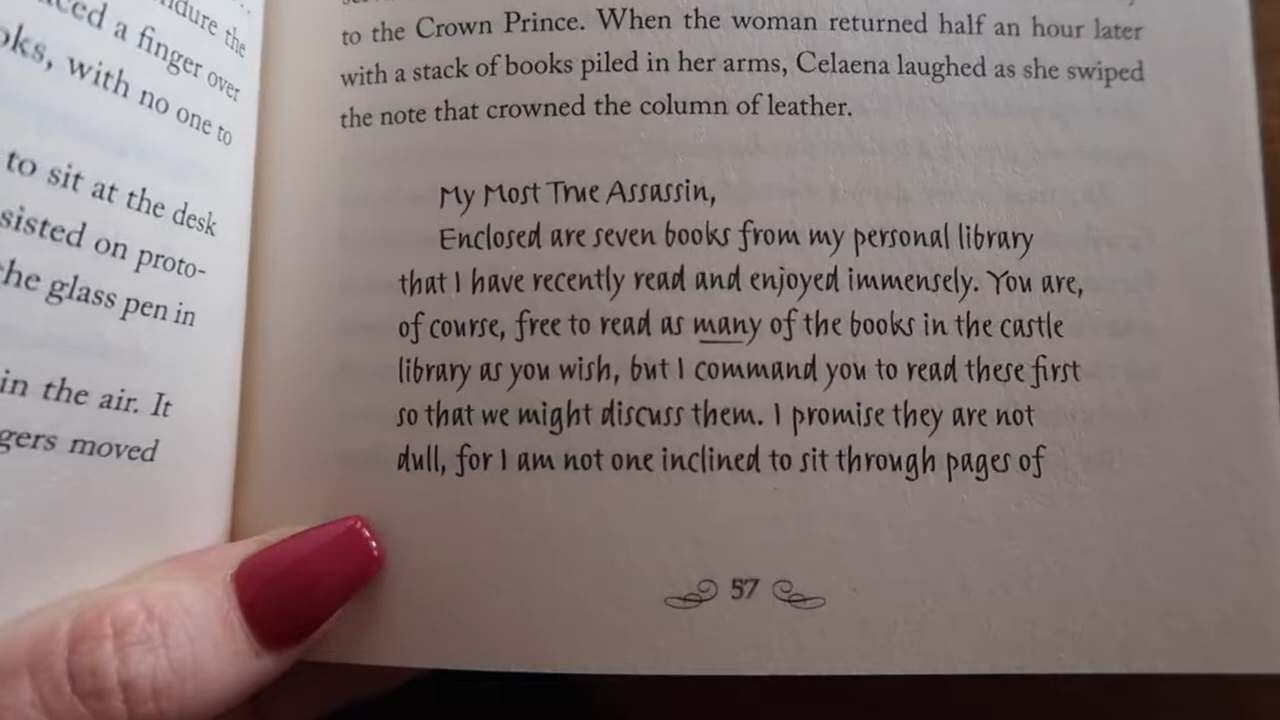 ndure the
ced a finger over
oks, with no one to
to sit at the desk
sisted on proto-
he glass pen in
in the air. It
gers moved
to the Crown Prince. When the woman returned half an hour later
with a stack of books piled in her arms, Celaena laughed as she swiped
the note that crowned the column of leather.
My Most True Assassin,
Enclosed are seven books from my personal library
that I have recently read and enjoyed immensely. You are,
of course, free to read as many of the books in the castle
library as you wish, but I command you to read these first
so that we might discuss them. I promise they are not
dull, for I am not one inclined to sit through pages of
57